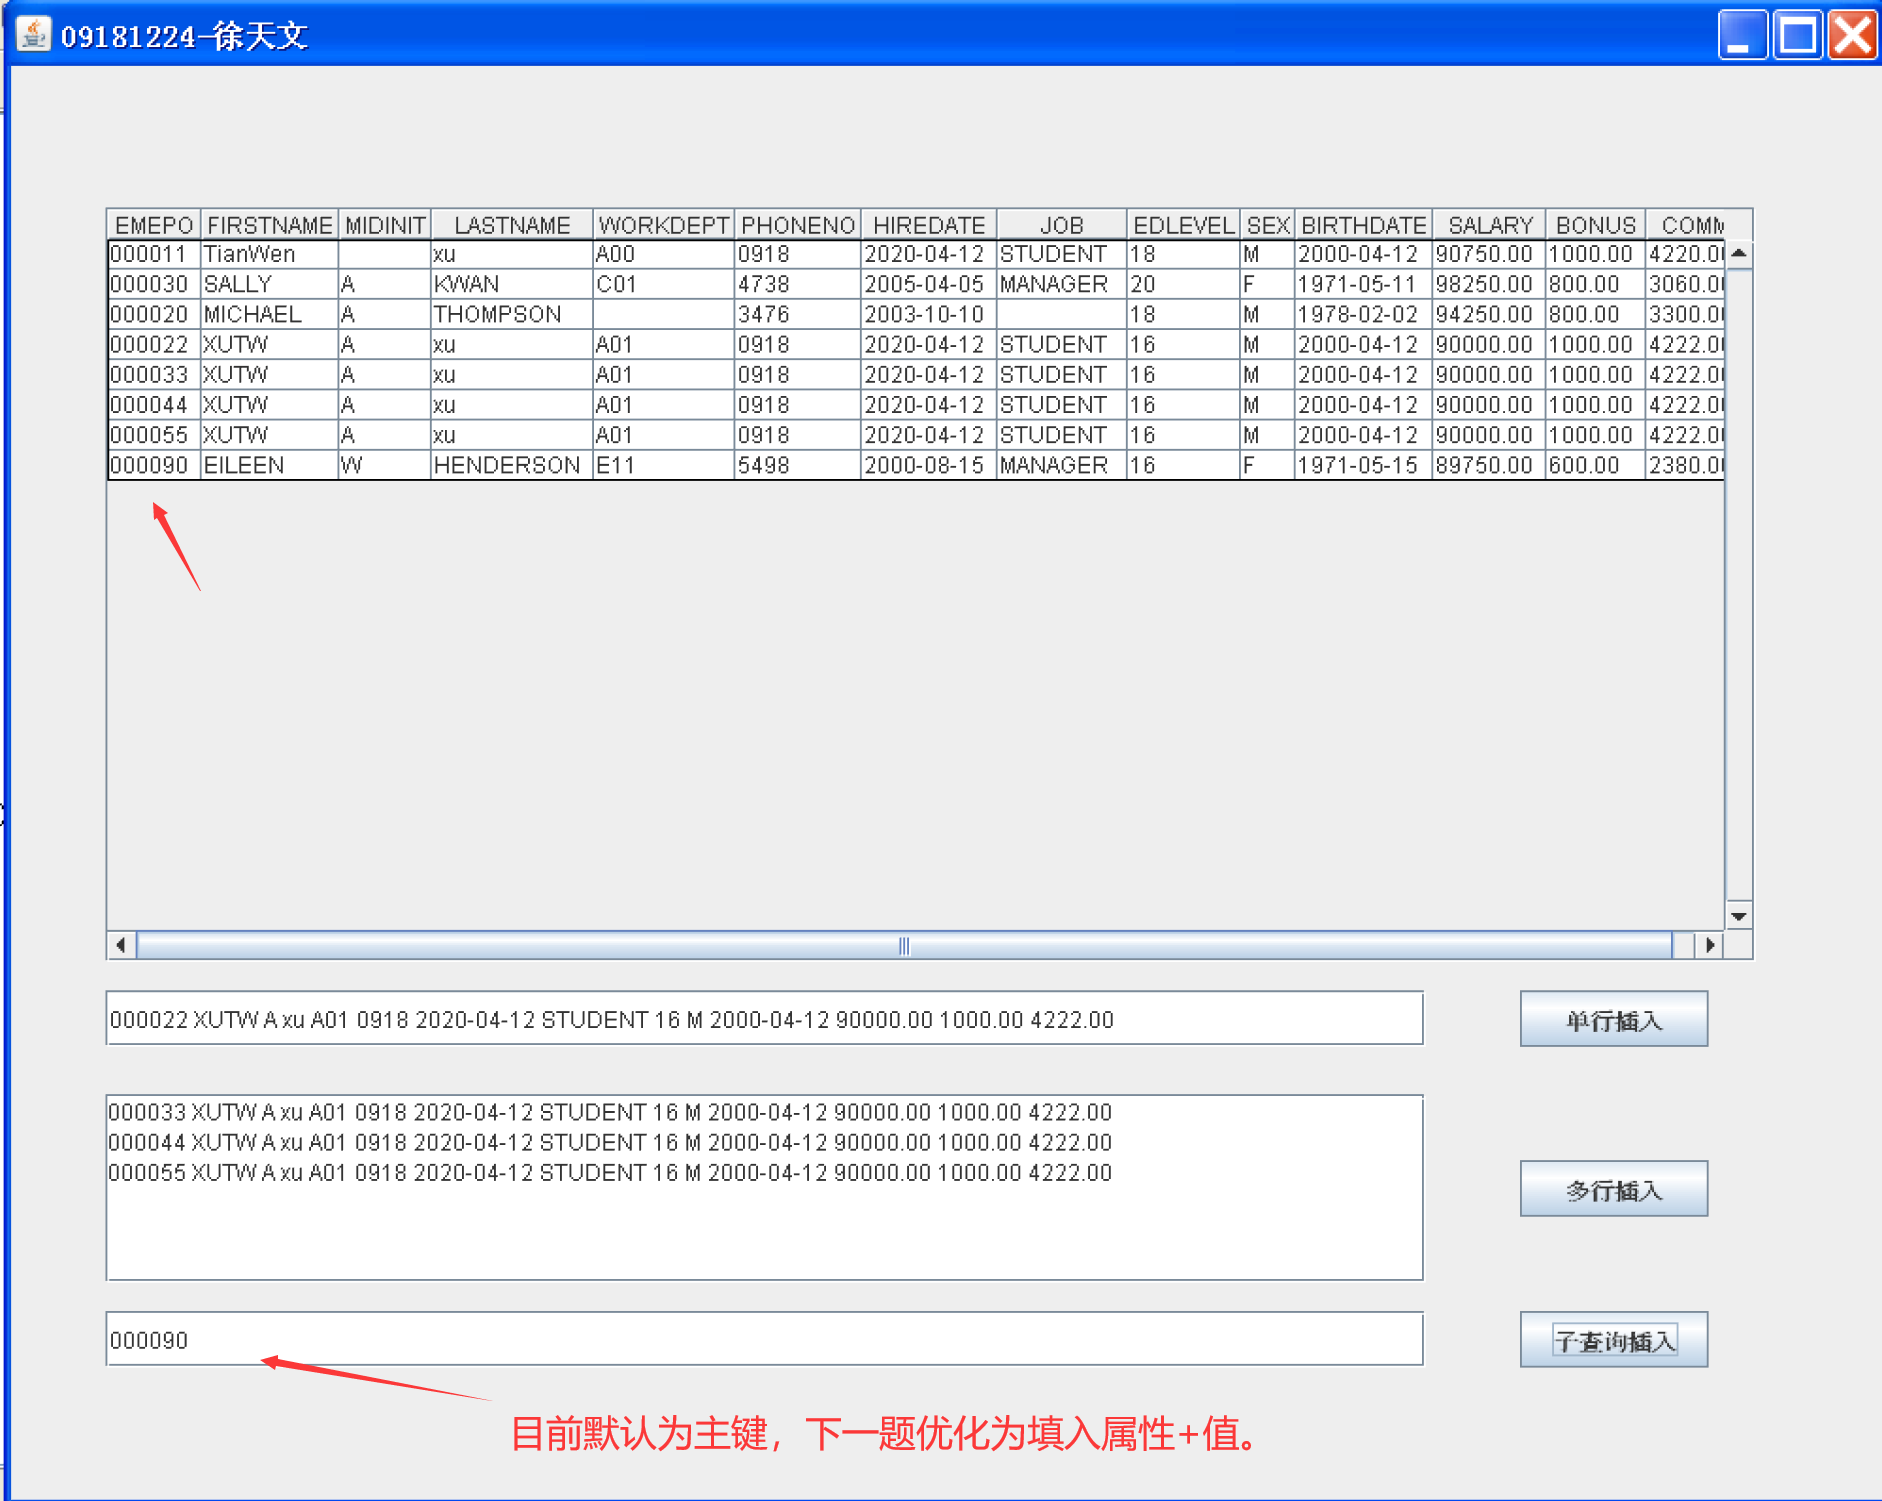 09181224-徐天文
EMEPO FIRSTNAME MIDINIT LASTNAME WORKDEPT PHONENO HIREDATE JOB EDLEVEL SEX BIRTHDATE SALARY BONUS COMM
000011 TianWen xu A00 0918 2020-04-12 STUDENT 18 M 2000-04-12 90750.00 1000.00 4220.0
000030 SALLY A KWAN C01 4738 2005-04-05 MANAGER 20 F 1971-05-11 98250.00 800.00 3060.0
000020 MICHAEL A THOMPSON 3476 2003-10-10 18 M 1978-02-02 94250.00 800.00 3300.0
000022 XUTW A xu A01 0918 2020-04-12 STUDENT 16 M 2000-04-12 90000.00 1000.00 4222.0
000033 XUTW A xu A01 0918 2020-04-12 STUDENT 16 M 2000-04-12 90000.00 1000.00 4222.0
000044 XUTW A xu A01 0918 2020-04-12 STUDENT 16 M 2000-04-12 90000.00 1000.00 4222.0
000055 XUTW A xu A01 0918 2020-04-12 STUDENT 16 M 2000-04-12 90000.00 1000.00 4222.0
000090 EILEEN W HENDERSON E11 5498 2000-08-15 MANAGER 16 F 1971-05-15 89750.00 600.00 2380.0
000022 XUTW A xu A01 0918 2020-04-12 STUDENT 16 M 2000-04-12 90000.00 1000.00 4222.00
单行插入
000033 XUTW A xu A01 0918 2020-04-12 STUDENT 16 M 2000-04-12 90000.00 1000.00 4222.00
000044 XUTW A xu A01 0918 2020-04-12 STUDENT 16 M 2000-04-12 90000.00 1000.00 4222.00
000055 XUTW A xu A01 0918 2020-04-12 STUDENT 16 M 2000-04-12 90000.00 1000.00 4222.00
多行插入
000090
子查询插入
目前默认为主键，下一题优化为填入属性+值。